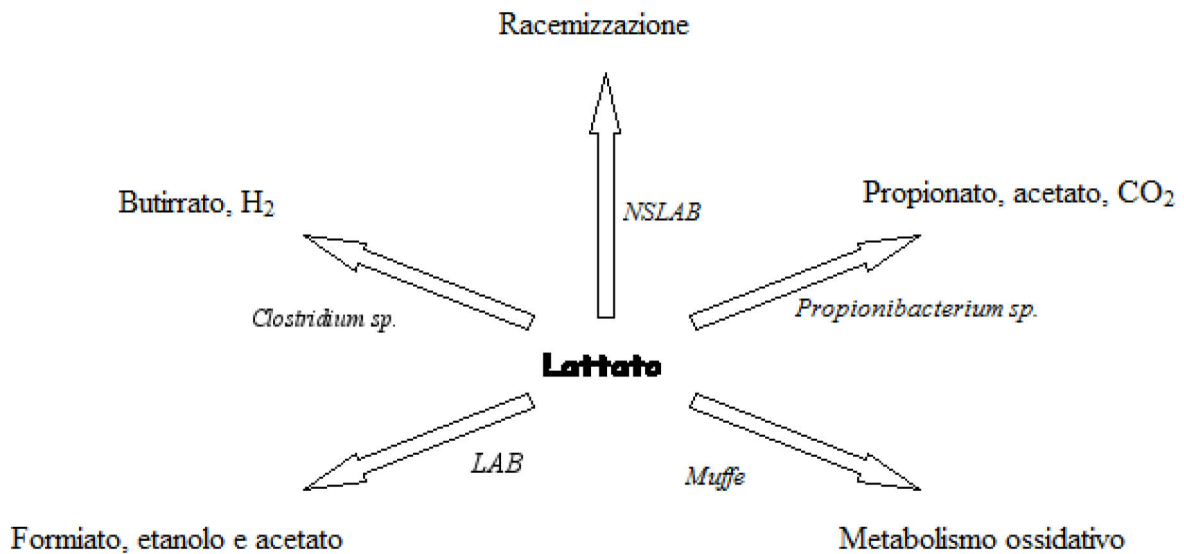 Racemizzazione
Butirrato, H₂
Propionato, acetato, CO₂
NSLAB
Clostridium sp.
Propionibacterium sp.
Lattato
LAB
Muffe
Formiato, etanolo e acetato
Metabolismo ossidativo